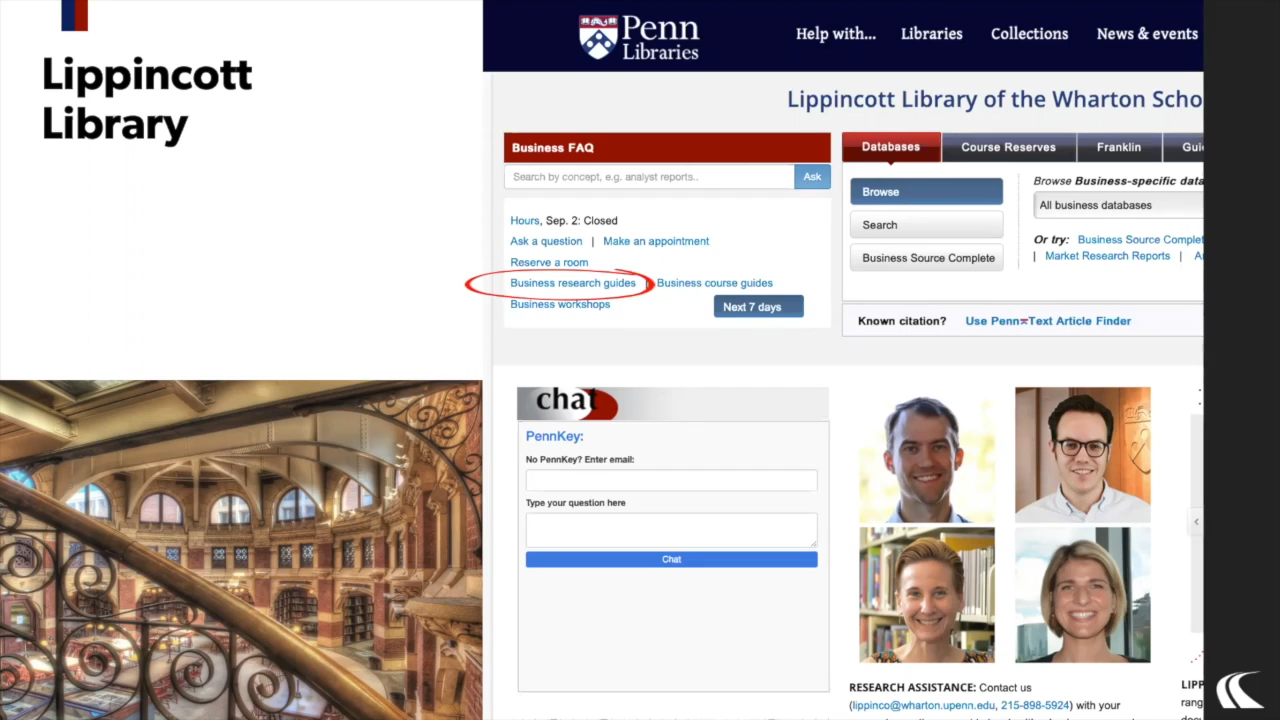 Lippincott
Library
Penn
Libraries
Help with...
Libraries
Collections
News & events
Lippincott Library of the Wharton Scho
Business FAQ
Search by concept, e.g. analyst reports..
Ask
Hours, Sep. 2: Closed
Ask a question | Make an appointment
Reserve a room
Business research guides | Business course guides
Business workshops
Next 7 days
Databases
Course Reserves
Franklin
Gui
Browse
Search
Business Source Complete
Browse Business-specific data
All business databases
Or try: Business Source Complet
| Market Research Reports | A
Known citation? Use Penn Text Article Finder
chat
PennKey:
No PennKey? Enter email:
Type your question here
Chat
RESEARCH ASSISTANCE: Contact us
(lippinco@wharton.upenn.edu, 215-898-5924) with your
LIPP
rang